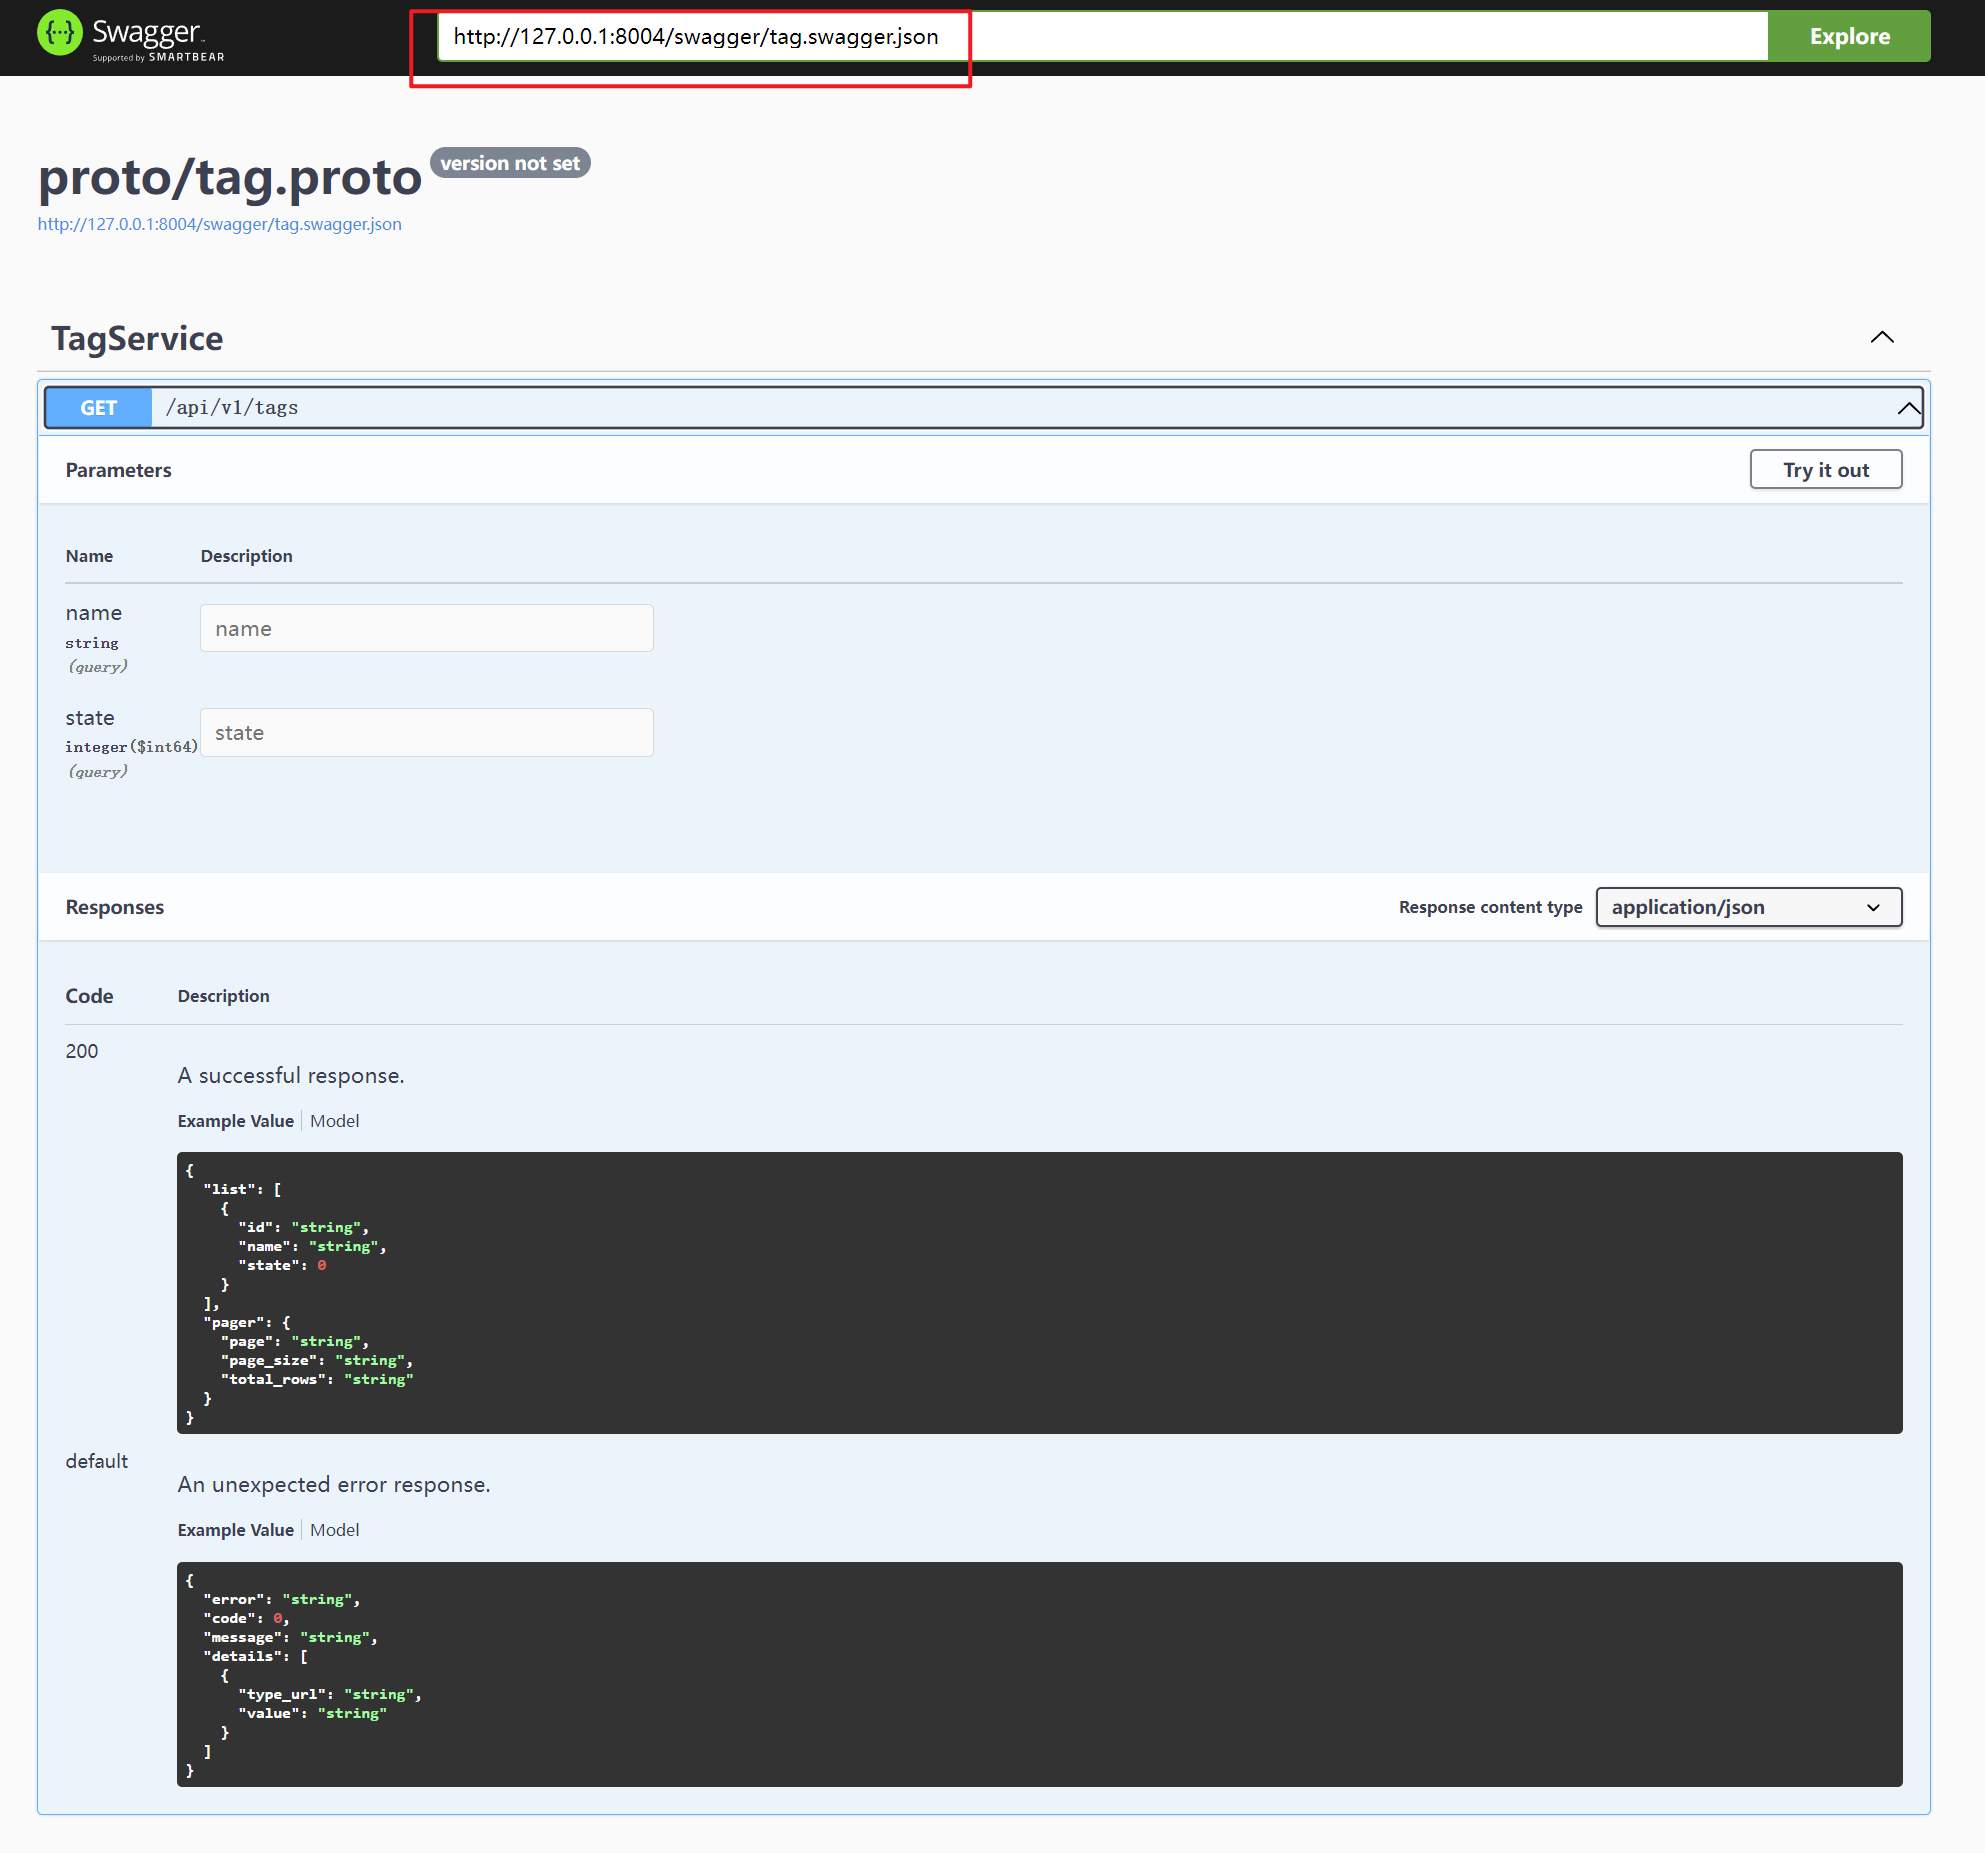 Swagger
Supported by SMARTBEAR
http://127.0.0.1:8004/swagger/tag.swagger.json
Explore
proto/tag.proto
version not set
http://127.0.0.1:8004/swagger/tag.swagger.json
TagService
GET /api/v1/tags
Parameters
Try it out
Name Description
name
string
(query)
name
state
integer($int64)
(query)
state
Responses
Response content type
application/json
Code Description
200
A successful response.
Example Value Model
{
  "list": [
    {
      "id": "string",
      "name": "string",
      "state": 0
    }
  ],
  "pager": {
    "page": "string",
    "page_size": "string",
    "total_rows": "string"
  }
}
default
An unexpected error response.
Example Value Model
{
  "error": "string",
  "code": 0,
  "message": "string",
  "details": [
    {
      "type_url": "string",
      "value": "string"
    }
  ]
}